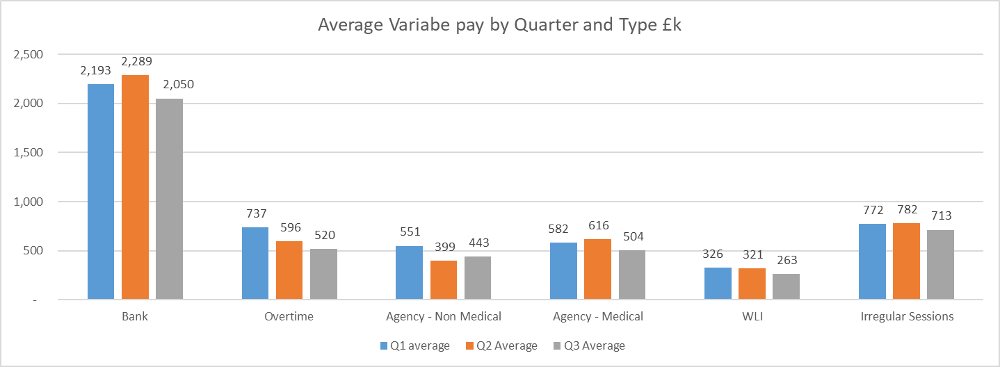 Average Variabe pay by Quarter and Type £k
2,500
2,000
1,500
1,000
500
-
2,193 2,289 2,050
737 596 520
551 399 443
582 616 504
326 321 263
772 782 713
Bank Overtime Agency - Non Medical Agency - Medical WLI Irregular Sessions
Q1 average Q2 Average Q3 Average